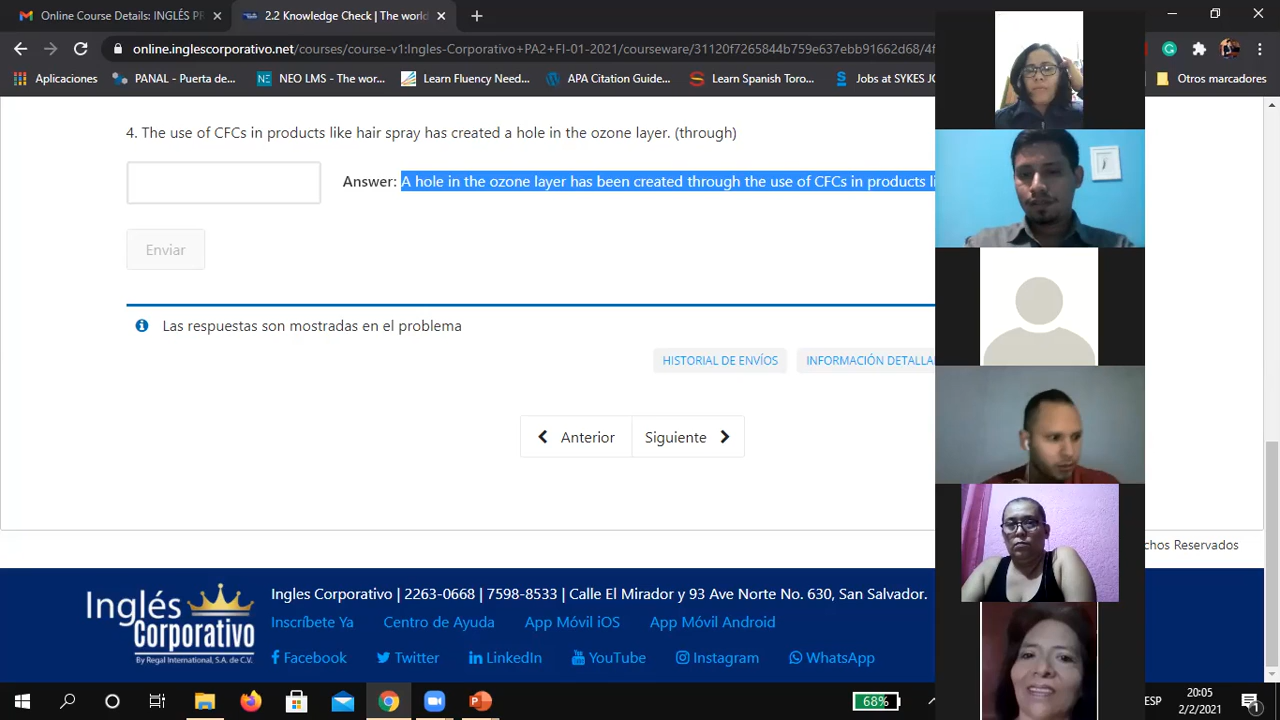 Online Course Details: INGLÉS PR
2.2 Knowledge | The world
online.inglescorporativo.net/courses/course-v1:Ingles-Corporativo+PA2+FI-01-2021/courseware/31120f7265844b759e637ebb91662d68/4f
Aplicaciones
PANAL - Puerta de...
NEO LMS - Login
Learn Fluency Need...
APA Citation Guide...
Learn Spanish Toro...
Jobs at SYKES
Otros marcadores
4. The use of CFCs in products like hair spray has created a hole in the ozone layer. (through)
Answer: A hole in the ozone layer has been created through the use of CFCs in products li
Enviar
Las respuestas son mostradas en el problema
HISTORIAL DE ENVÍOS
INFORMACIÓN DETALLA
Anterior
Siguiente
chos Reservados
Inglés
Corporativo
By Regal International, S.A. de C.V.
Ingles Corporativo | 2263-0668 | 7598-8533 | Calle El Mirador y 93 Ave Norte No. 630, San Salvador.
Inscríbete Ya
Centro de Ayuda
App Móvil iOS
App Móvil Android
Facebook
Twitter
LinkedIn
YouTube
Instagram
WhatsApp
68%
ESP
20:05
2/2/2021
1